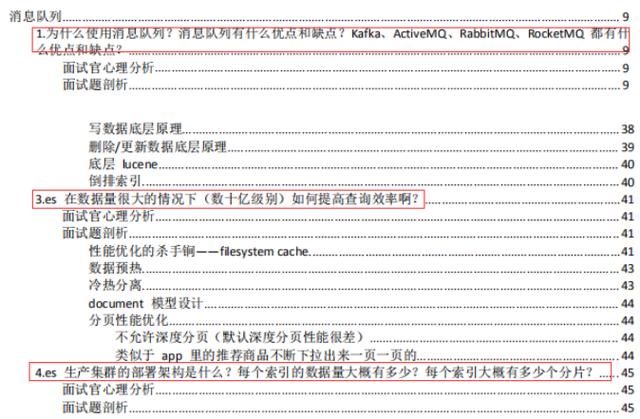 消息队列 9
1.为什么使用消息队列？消息队列有什么优点和缺点？Kafka、ActiveMQ、RabbitMQ、RocketMQ 都有什
么优点和缺点？ 9
面试官心理分析 9
面试题剖析 9
写数据底层原理 38
删除/更新数据底层原理 39
底层 lucene 40
倒排索引 40
3.es 在数据量很大的情况下（数十亿级别）如何提高查询效率啊？ 41
面试官心理分析 41
面试题剖析 41
性能优化的杀手锏——filesystem cache 41
数据预热 43
冷热分离 43
document 模型设计 44
分页性能优化 44
不允许深度分页（默认深度分页性能很差） 44
类似于 app 里的推荐商品不断下拉出来一页一页的 44
4.es 生产集群的部署架构是什么？每个索引的数据量大概有多少？每个索引大概有多少个分片？ 45
面试官心理分析 45
面试题剖析 45